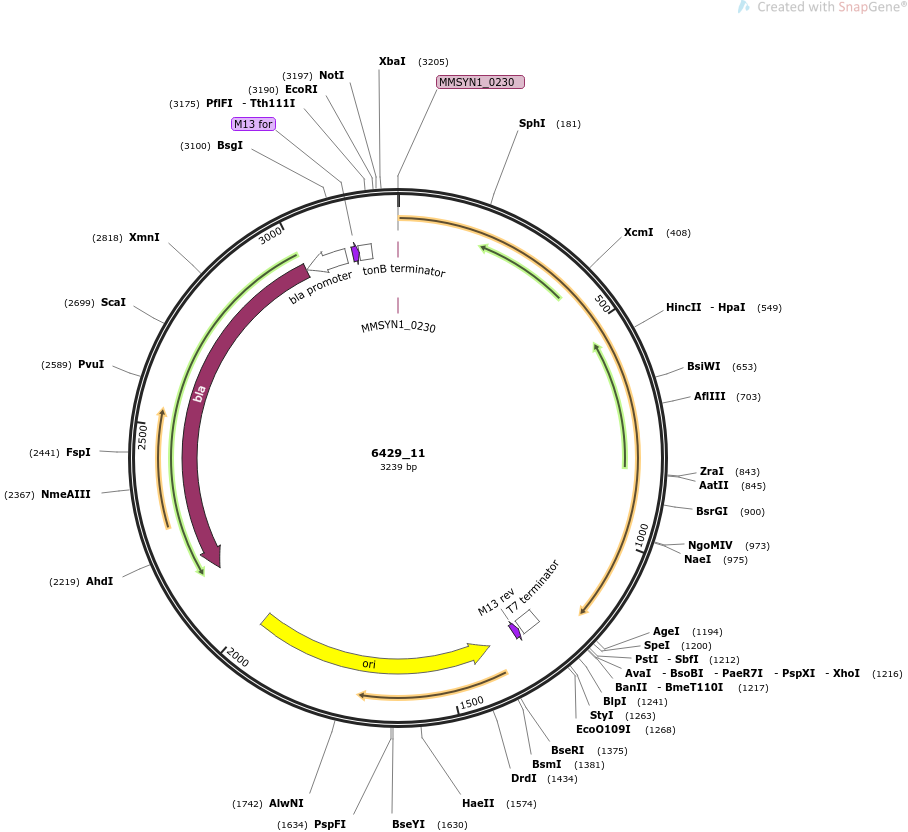 Created with SnapGene®
XbaI (3205)
(3197) NotI
(3190) EcoRI
(3175) PflFI - Tth111I
M13 for
(3100) BsgI
MMSYN1_0230
SphI (181)
XcmI (408)
HincII - HpaI (549)
BsiWI (653)
AflIII (703)
ZraI (843)
AatII (845)
BsrGI (900)
NgoMIV (973)
NaeI (975)
AgeI (1194)
SpeI (1200)
PstI - SbfI (1212)
AvaI - BsoBI - PaeR7I - PspXI - XhoI (1216)
BanII - BmeT110I (1217)
BlpI (1241)
StyI (1263)
EcoO109I (1268)
BseRI (1375)
BsmI (1381)
DrdI (1434)
HaeII (1574)
BseYI (1630)
(1634) PspFI
(1742) AlwNI
(2219) AhdI
(2367) NmeAIII
(2441) FspI
(2589) PvuI
(2699) ScaI
(2818) XmnI
500
1000
1500
2000
2500
3000
bla promoter
tonB terminator
MMSYN1_0230
bla
6429_11
3239 bp
M13 rev
T7 terminator
ori